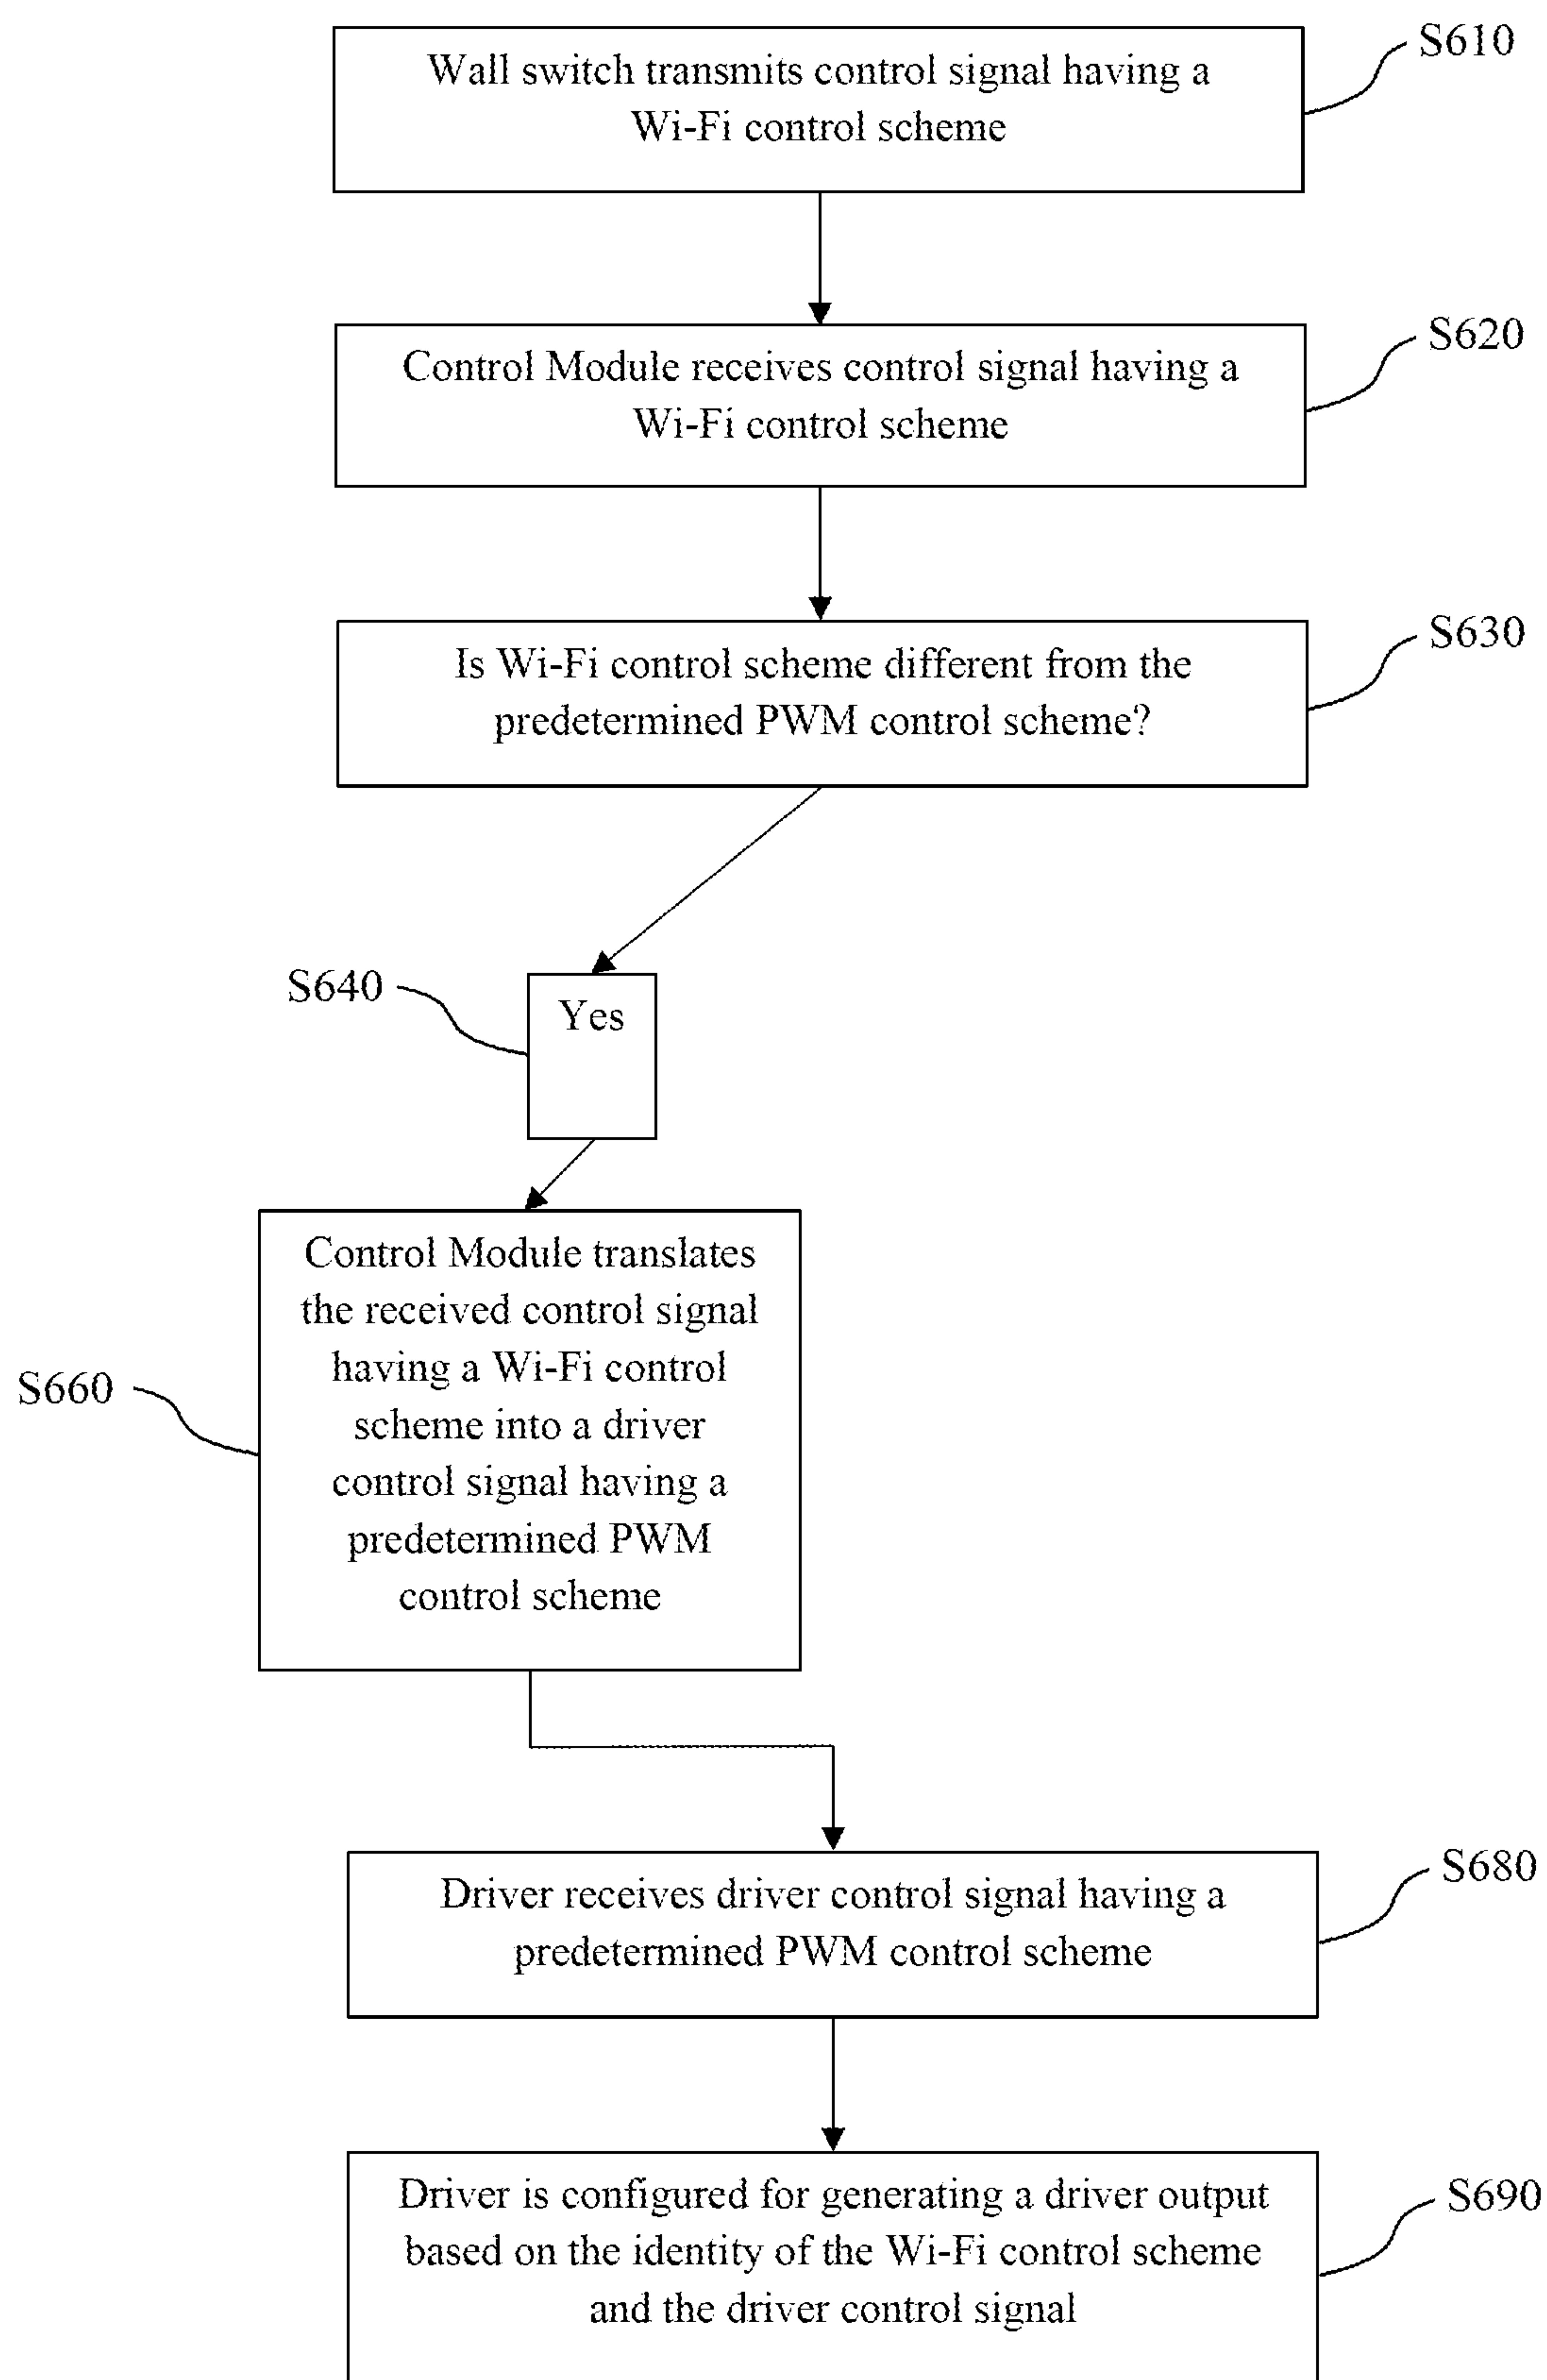 S610
Wall switch transmits control signal having a
Wi-Fi control scheme
S620
Control Module receives control signal having a
Wi-Fi control scheme
S630
Is Wi-Fi control scheme different from the
predetermined PWM control scheme?
S640
Yes
S660
Control Module translates
the received control signal
having a Wi-Fi control
scheme into a driver
control signal having a
predetermined PWM
control scheme
S680
Driver receives driver control signal having a
predetermined PWM control scheme
S690
Driver is configured for generating a driver output
based on the identity of the Wi-Fi control scheme
and the driver control signal